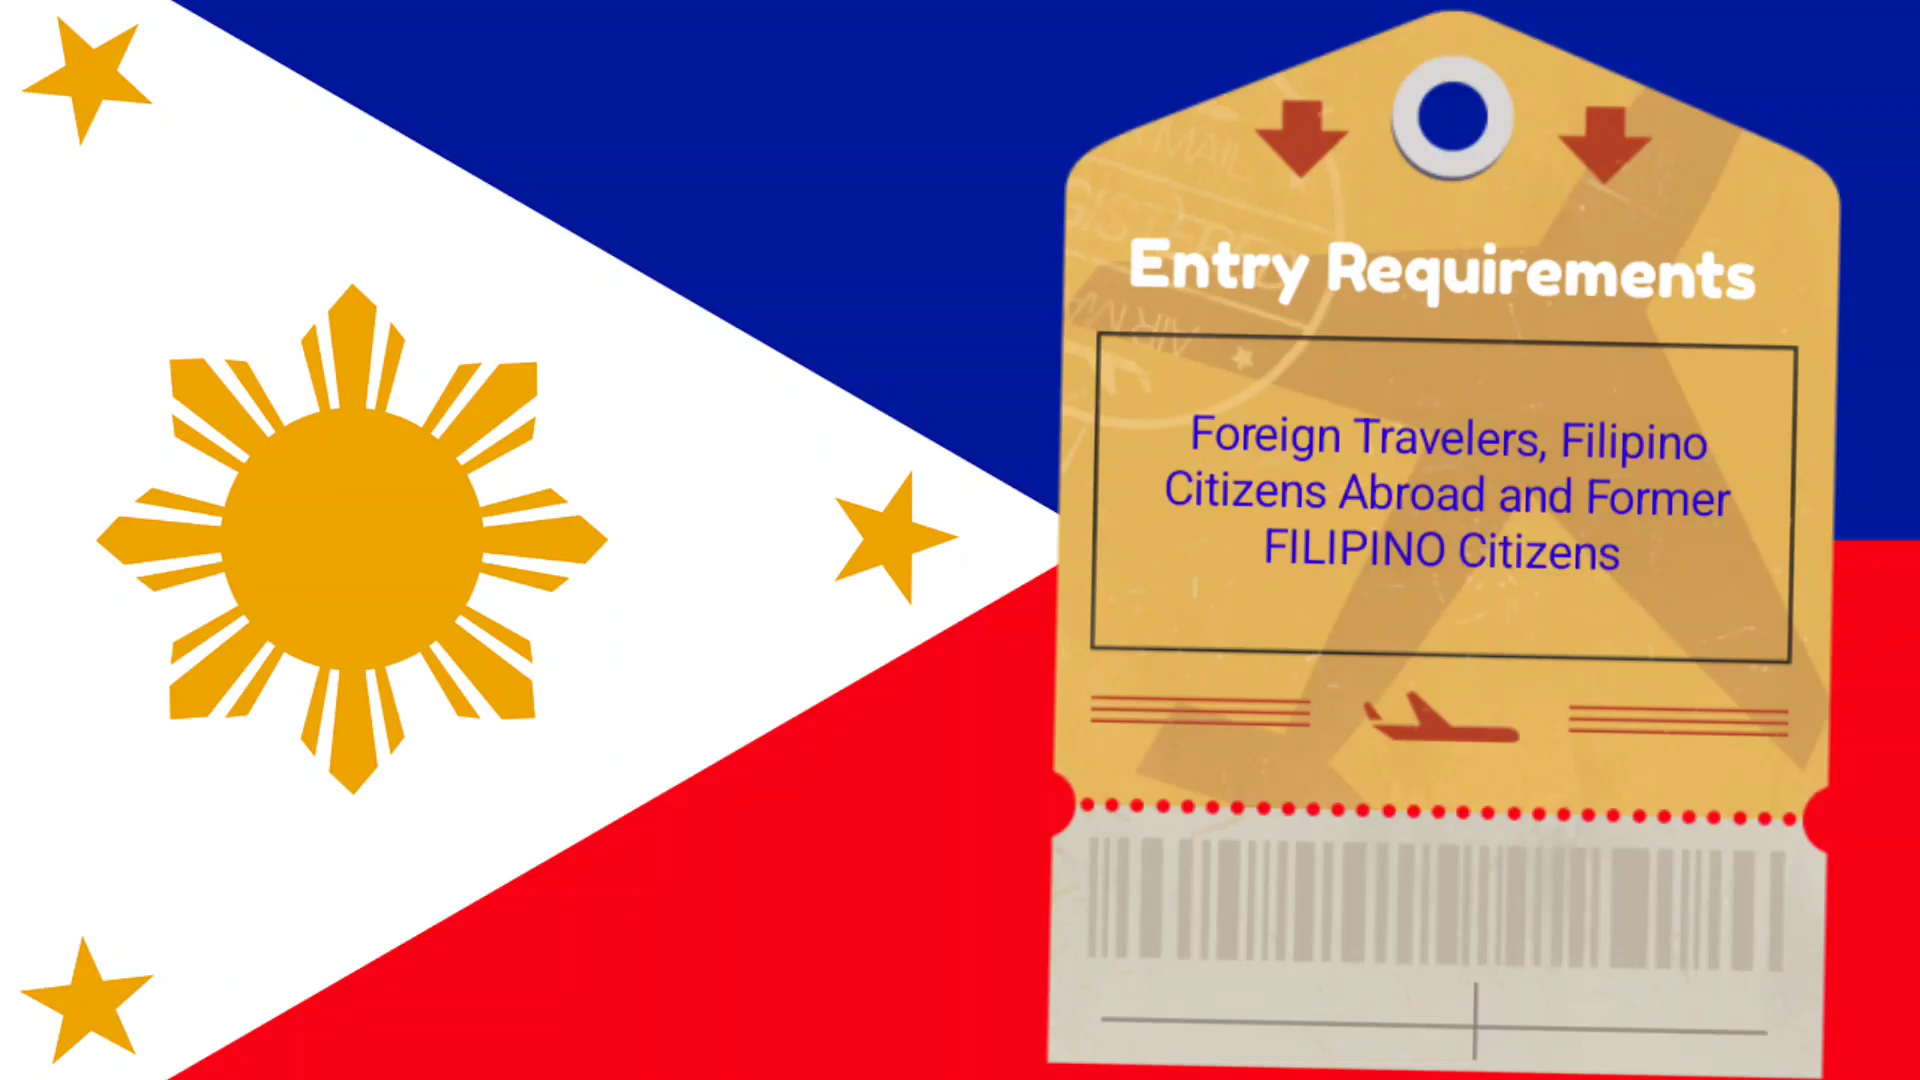 Entry Requirements
Foreign Travelers, Filipino
Citizens Abroad and Former
FILIPINO Citizens